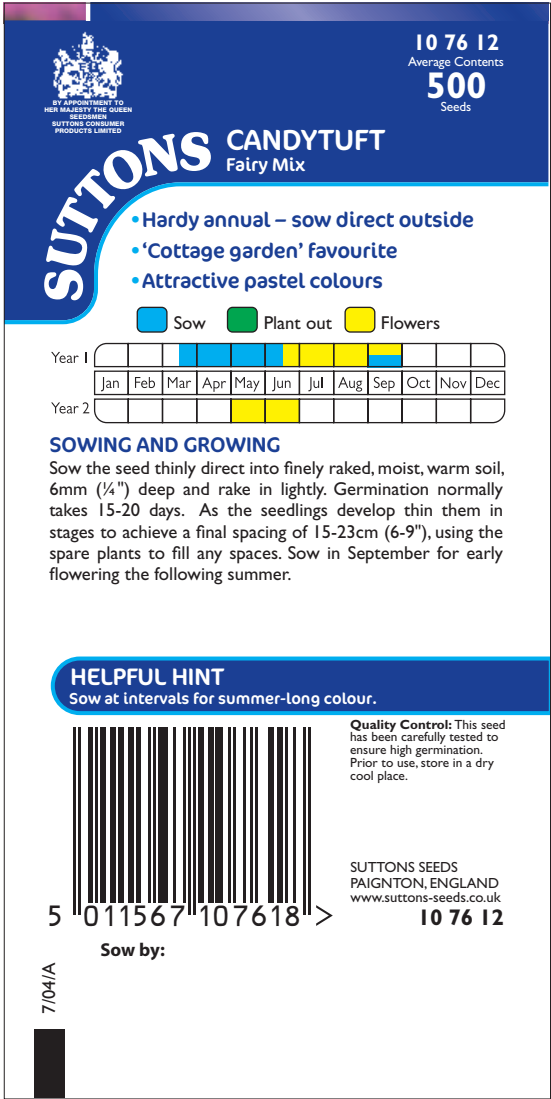 10 76 12
Average Contents
500
Seeds
BY APPOINTMENT TO
HER MAJESTY THE QUEEN
SEEDSMEN
SUTTONS CONSUMER
PRODUCTS LIMITED
SUTTONS
CANDYTUFT
Fairy Mix
• Hardy annual – sow direct outside
• ‘Cottage garden’ favourite
• Attractive pastel colours
Sow Plant out Flowers
Year 1
Jan Feb Mar Apr May Jun Jul Aug Sep Oct Nov Dec
Year 2
SOWING AND GROWING
Sow the seed thinly direct into finely raked, moist, warm soil,
6mm (¼") deep and rake in lightly. Germination normally
takes 15-20 days. As the seedlings develop thin them in
stages to achieve a final spacing of 15-23cm (6-9"), using the
spare plants to fill any spaces. Sow in September for early
flowering the following summer.
HELPFUL HINT
Sow at intervals for summer-long colour.
Quality Control: This seed
has been carefully tested to
ensure high germination.
Prior to use, store in a dry
cool place.
SUTTONS SEEDS
PAIGNTON, ENGLAND
www.suttons-seeds.co.uk
10 76 12
5 011567 107618 >
Sow by:
7/04/A